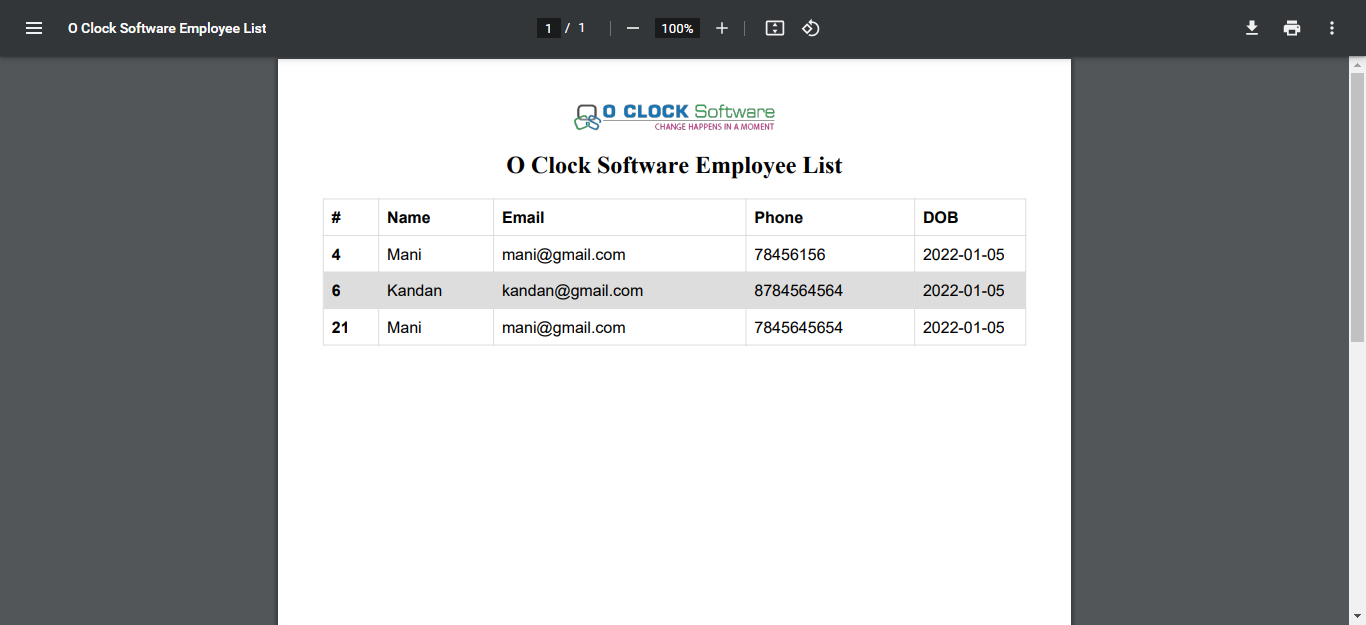 O Clock Software Employee List
1 / 1
100%
O CLOCK Software
CHANGE HAPPENS IN A MOMENT
O Clock Software Employee List
# Name Email Phone DOB
4 Mani mani@gmail.com 78456156 2022-01-05
6 Kandan kandan@gmail.com 8784564564 2022-01-05
21 Mani mani@gmail.com 7845645654 2022-01-05